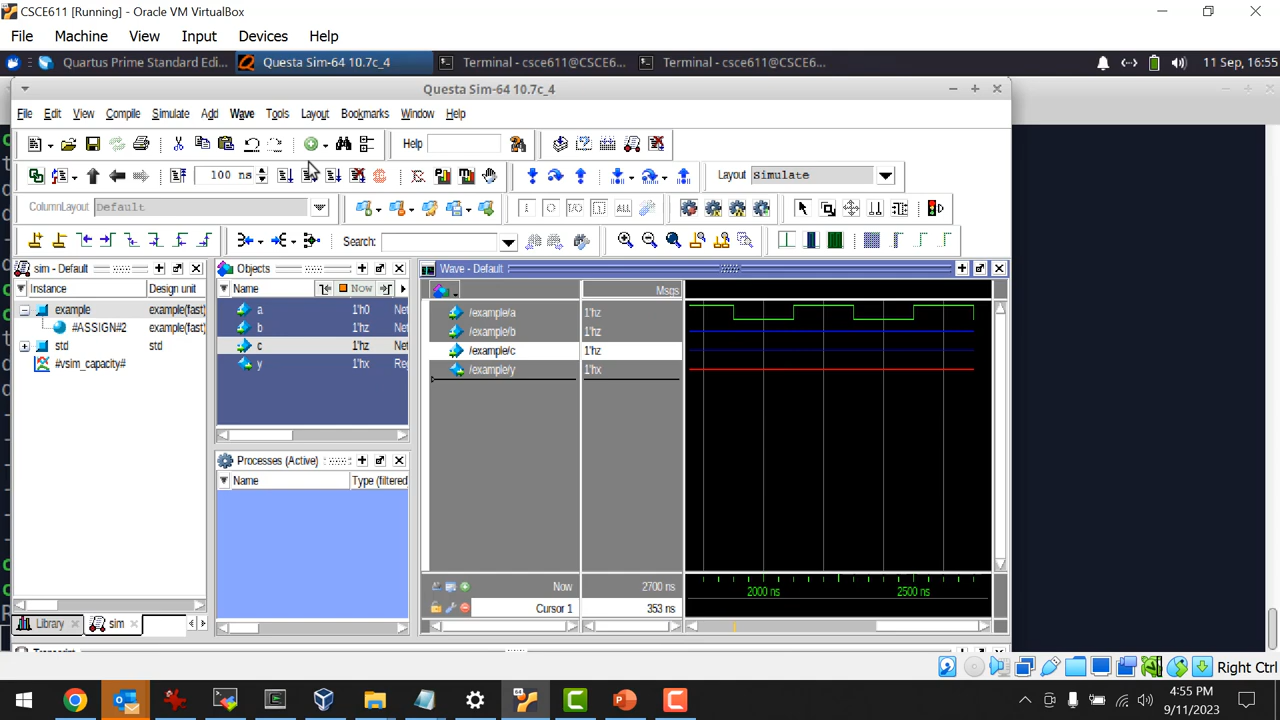 CSCE611 [Running] - Oracle VM VirtualBox
File Machine View Input Devices Help
Quartus Prime Standard Edi... Questa Sim-64 10.7c_4 Terminal - csce611@CSCE6... Terminal - csce611@CSCE6... 11 Sep, 16:55
Questa Sim-64 10.7c_4
File Edit View Compile Simulate Add Wave Tools Layout Bookmarks Window Help
Help
100 ns Layout Simulate
ColumnLayout Default ALL
Search:
sim - Default Objects Wave - Default
Instance Design unit Name Now Msgs
example example(fast) a 1'h0 Net /example/a 1'hz
#ASSIGN#2 example(fast) b 1'hz Net /example/b 1'hz
std std c 1'hz Net /example/c 1'hz
#vsim_capacity# y 1'hx Re /example/y 1'hx
Processes (Active)
Name Type (filtered
Now 2700 ns 2000 ns 2500 ns
Cursor 1 353 ns
Library sim
Right Ctrl
4:55 PM
9/11/2023